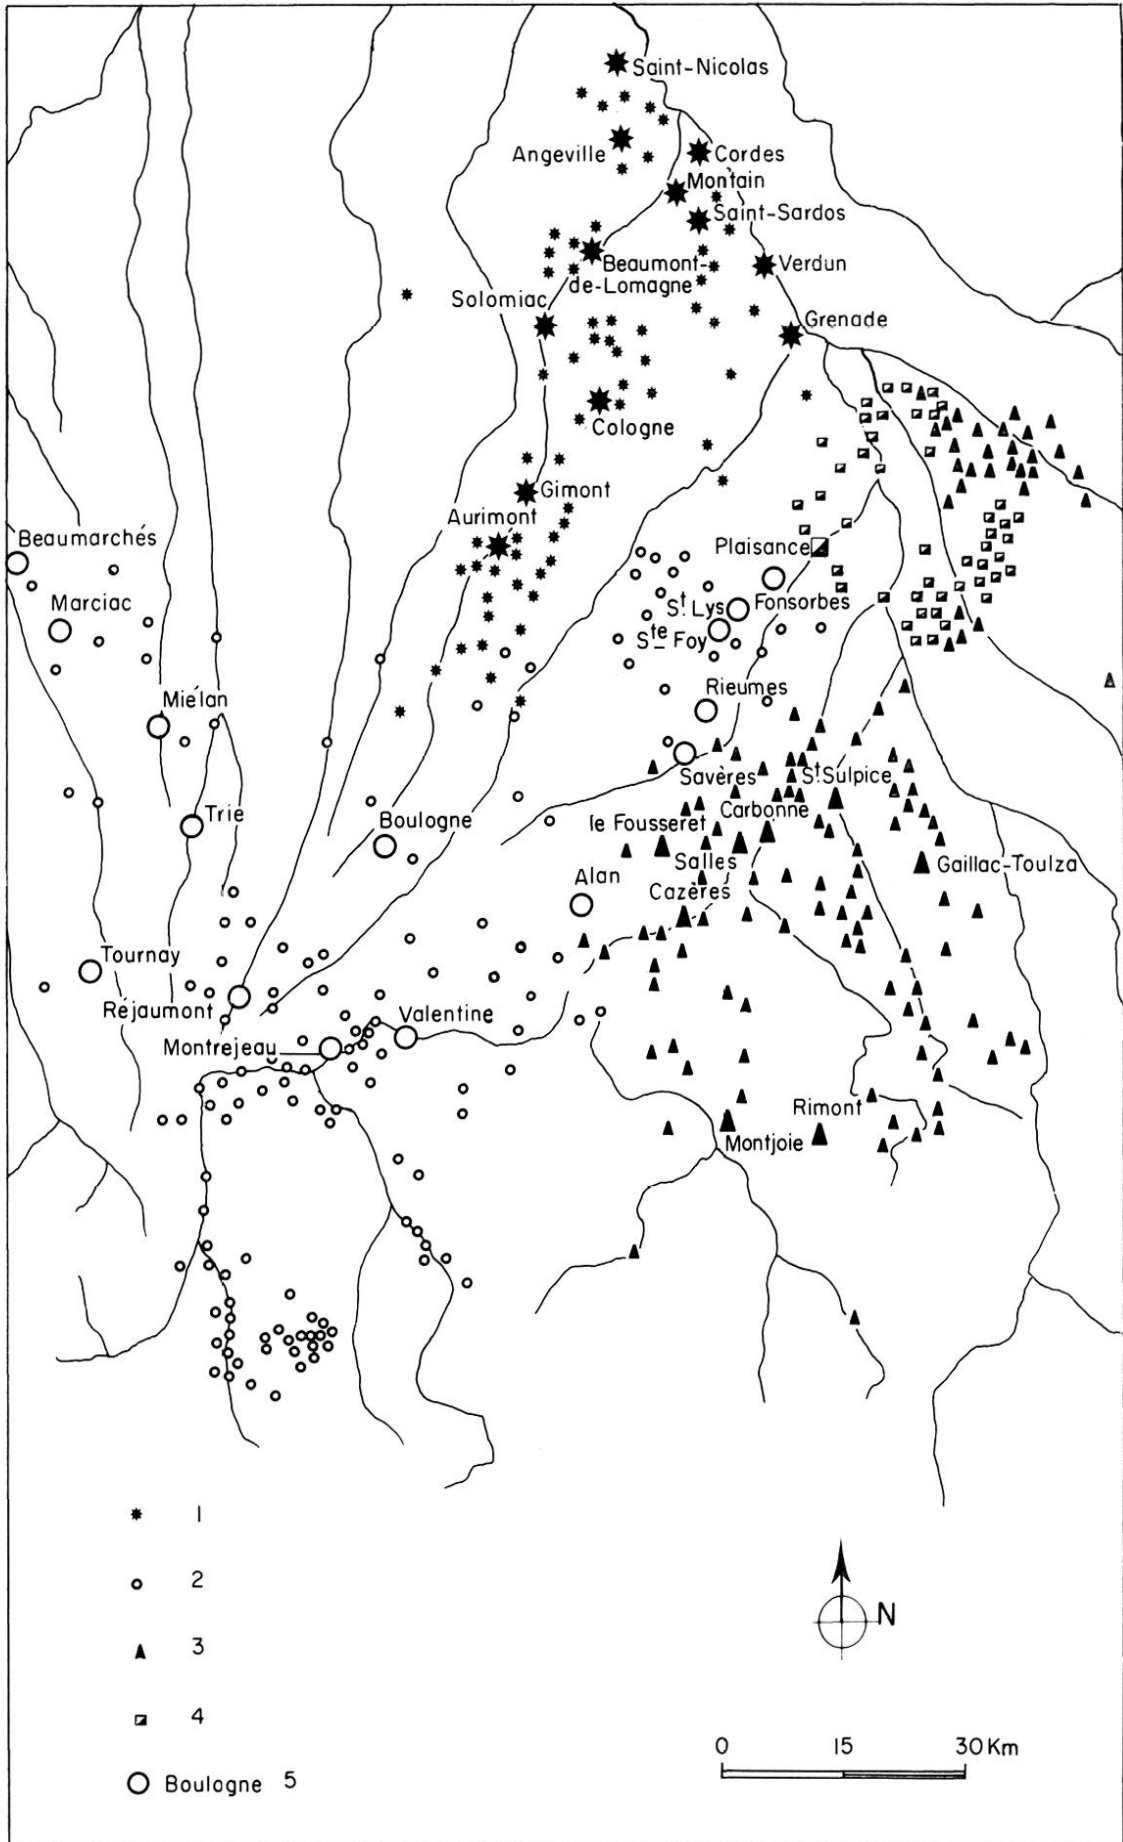 Saint-Nicolas
Angeville
Cordes
Montain
Saint-Sardos
Beaumont-
de-Lomagne
Verdun
Solomiac
Grenade
Cologne
Gimont
Aurimont
Beaumarchés
Plaisance
Marciac
St Lys
Fonsorbes
Ste Foy
Miélan
Rieumes
Savères
St Sulpice
Trie
Boulogne
le Fousseret
Carbonne
Salles
Gaillac-Toulza
Alan
Cazères
Tournay
Réjaumont
Valentine
Montrejeau
Rimont
Montjoie
1
2
3
4
Boulogne 5
N
0 15 30 Km